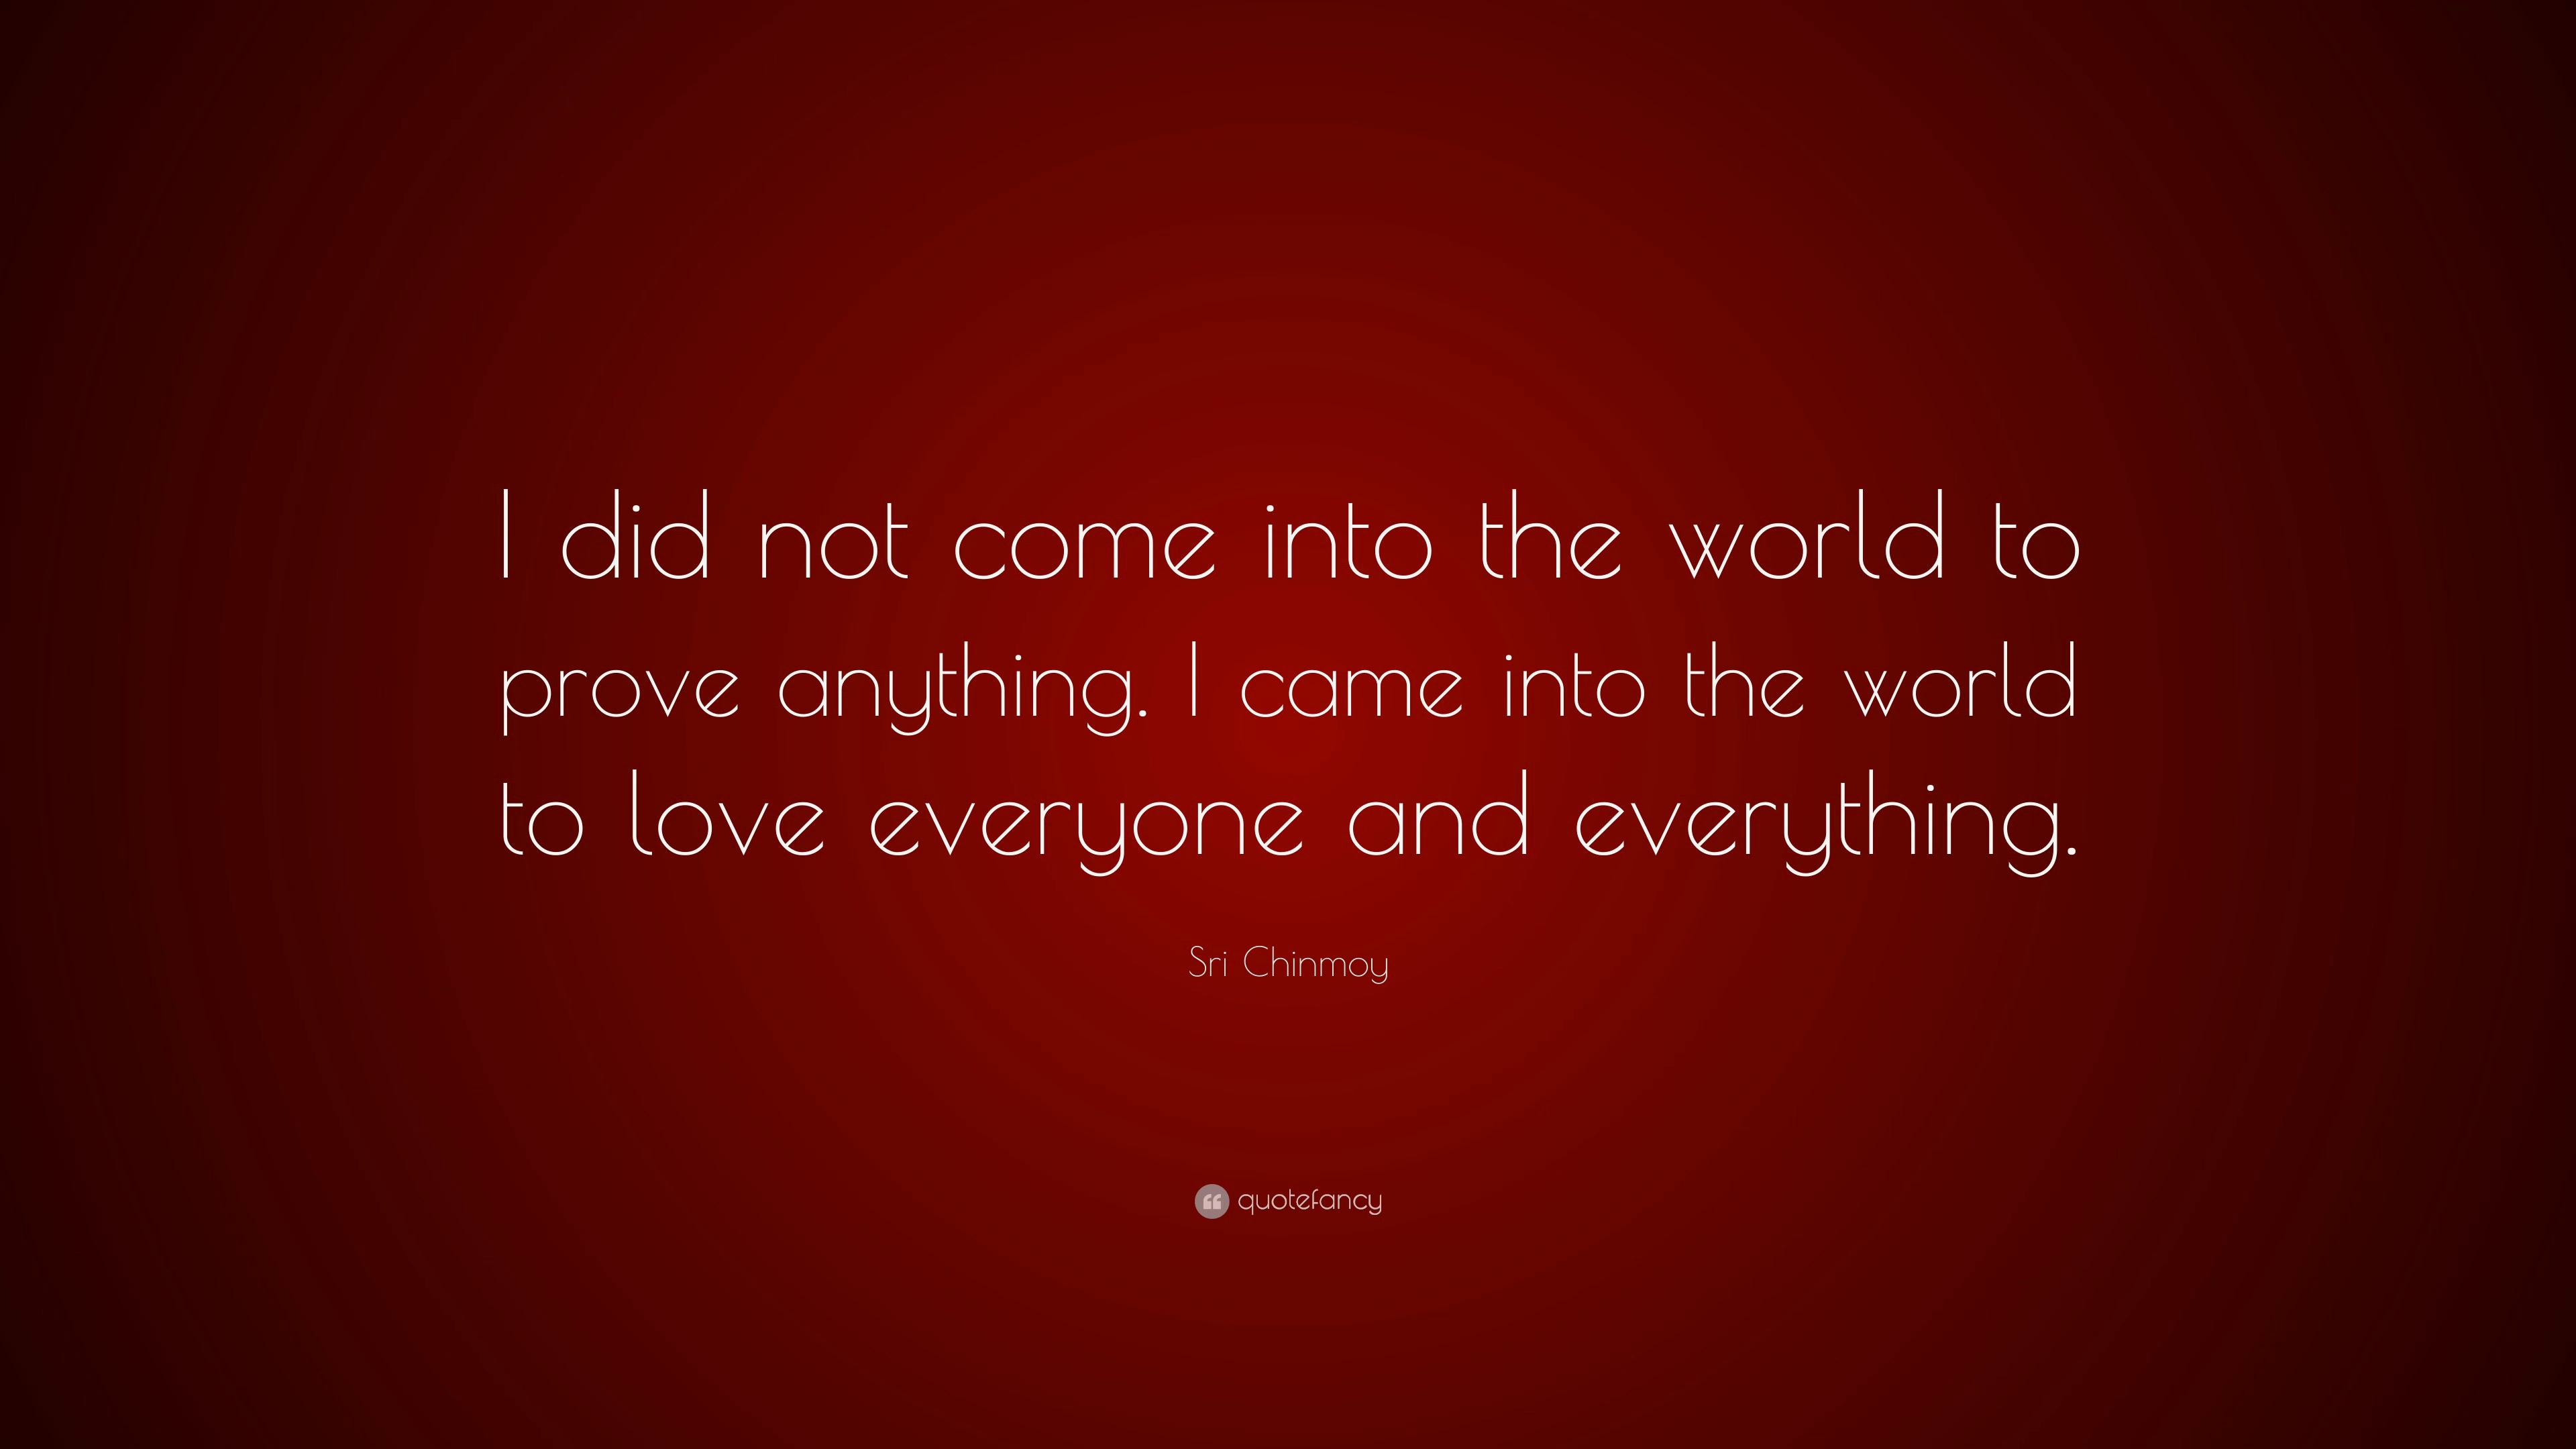 I did not come into the world to
prove anything. I came into the world
to love everyone and everything.
Sri Chinmoy
quotefancy